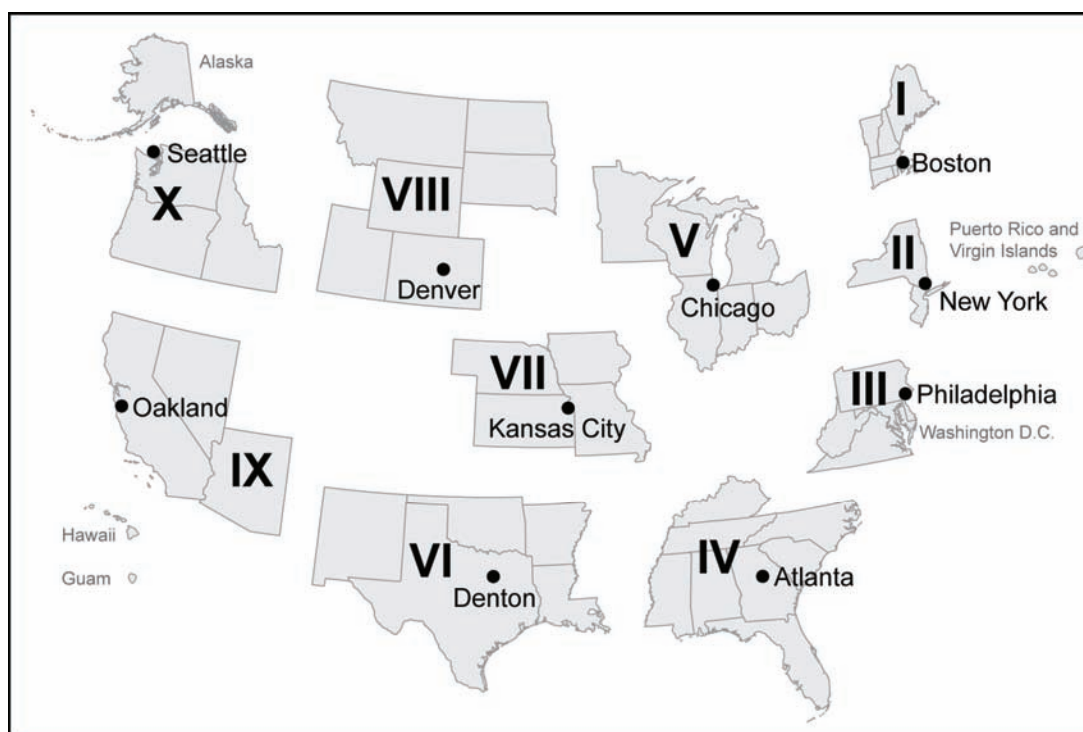 Alaska
Seattle
X
VIII
Denver
V
Chicago
I
Boston
Puerto Rico and
Virgin Islands
II
New York
Oakland
IX
Hawaii
Guam
VII
Kansas City
III
Philadelphia
Washington D.C.
VI
Denton
IV
Atlanta